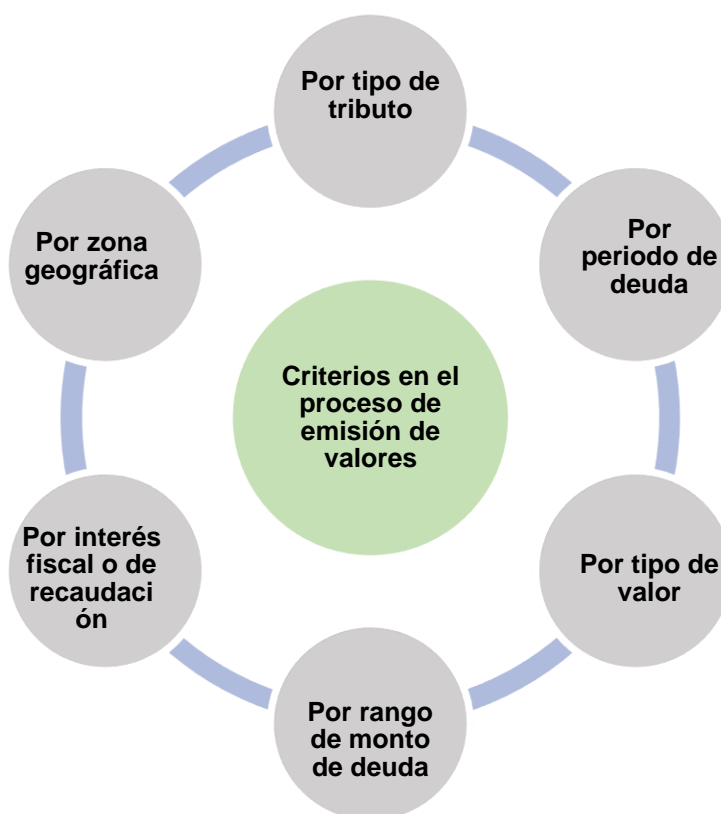 Por tipo de
tributo
Por
periodo de
deuda
Por tipo de
valor
Por rango
de monto
de deuda
Por interés
fiscal o de
recaudaci
ón
Por zona
geográfica
Criterios en el
proceso de
emisión de
valores